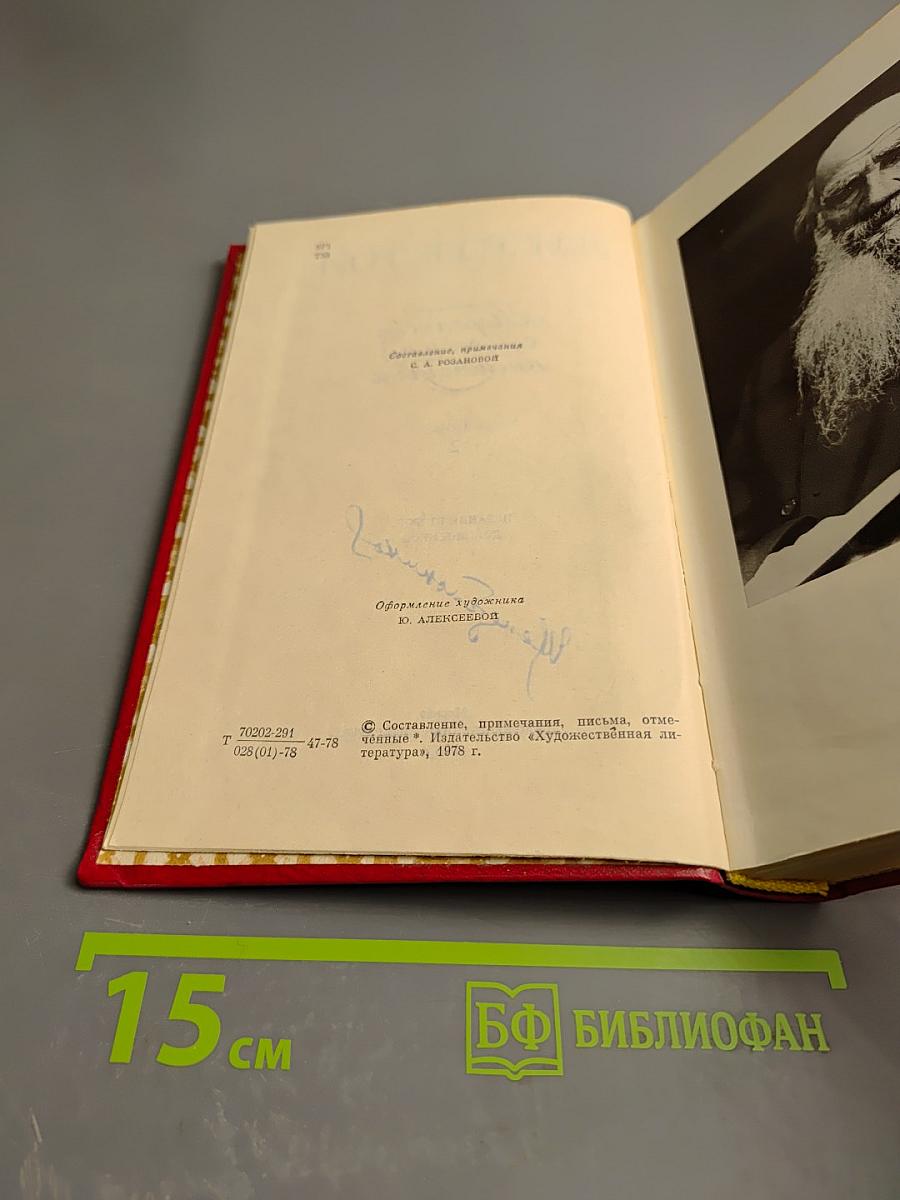 Составление, примечания
С. А. РОЗАНОВОЙ
Оформление художника
Ю. АЛЕКСЕЕВОЙ
Т 70202-291
028(01)-78 47-78
© Составление, примечания, письма, отме-
ченные *. Издательство «Художественная ли-
тература», 1978 г.
15 см
БФ БИБЛИОФАН